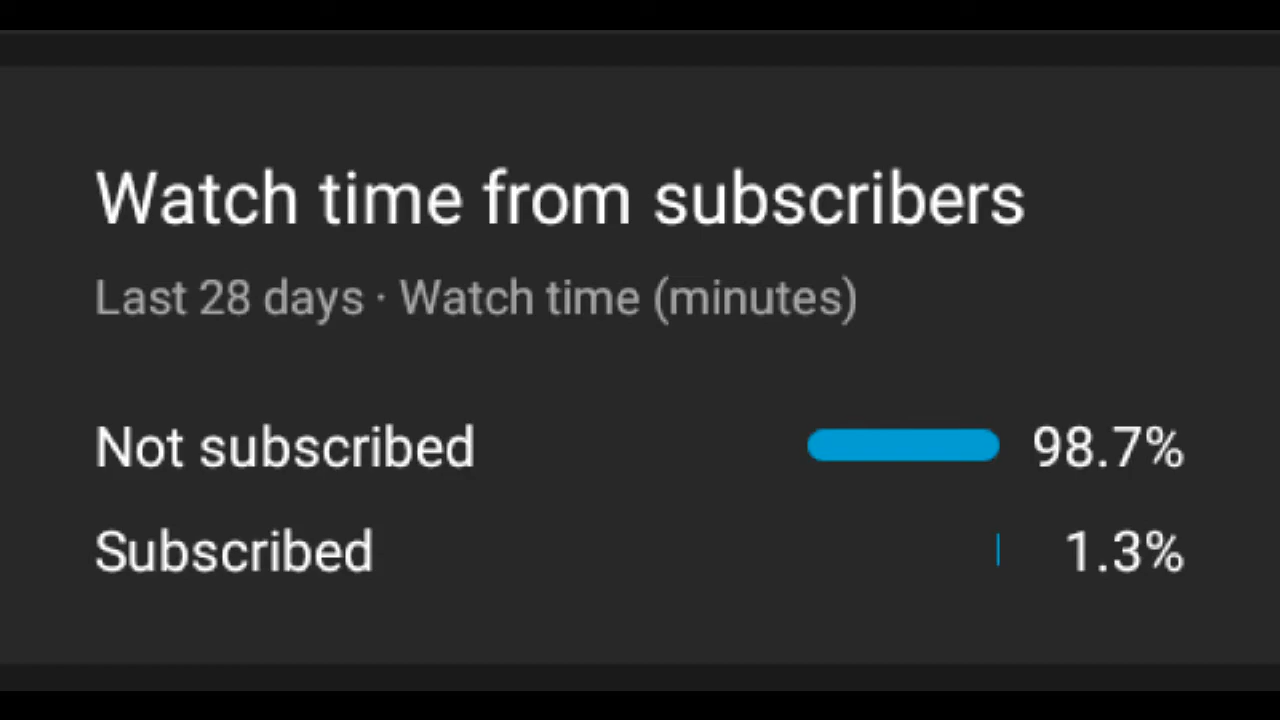 Watch time from subscribers
Last 28 days · Watch time (minutes)
Not subscribed 98.7%
Subscribed 1.3%